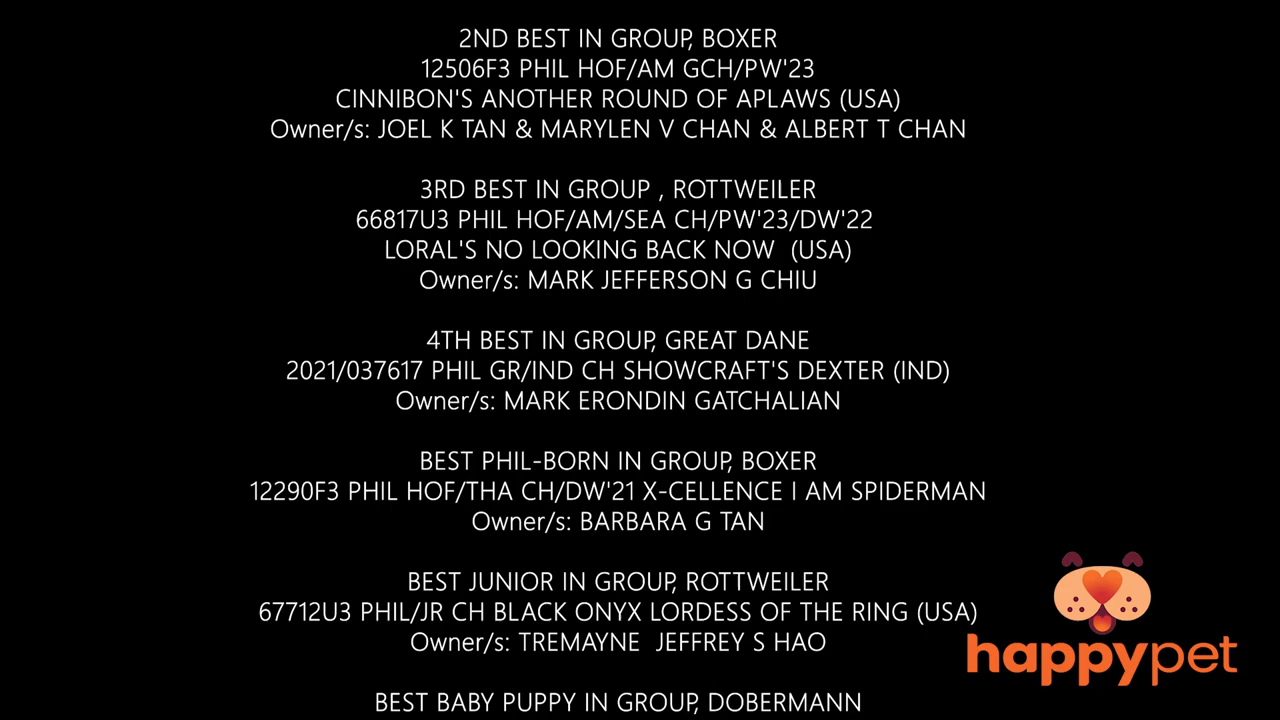 2ND BEST IN GROUP, BOXER
12506F3 PHIL HOF/AM GCH/PW'23
CINNIBON'S ANOTHER ROUND OF APLAWS (USA)
Owner/s: JOEL K TAN & MARYLEN V CHAN & ALBERT T CHAN
3RD BEST IN GROUP , ROTTWEILER
66817U3 PHIL HOF/AM/SEA CH/PW'23/DW'22
LORAL'S NO LOOKING BACK NOW  (USA)
Owner/s: MARK JEFFERSON G CHIU
4TH BEST IN GROUP, GREAT DANE
2021/037617 PHIL GR/IND CH SHOWCRAFT'S DEXTER (IND)
Owner/s: MARK ERONDIN GATCHALIAN
BEST PHIL-BORN IN GROUP, BOXER
12290F3 PHIL HOF/THA CH/DW'21 X-CELLENCE I AM SPIDERMAN
Owner/s: BARBARA G TAN
BEST JUNIOR IN GROUP, ROTTWEILER
67712U3 PHIL/JR CH BLACK ONYX LORDESS OF THE RING (USA)
Owner/s: TREMAYNE  JEFFREY S HAO
BEST BABY PUPPY IN GROUP, DOBERMANN
happypet